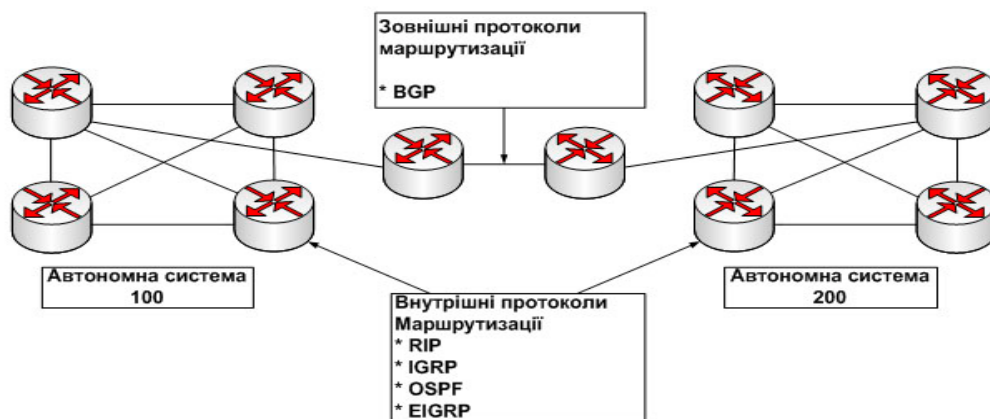 Зовнішні протоколи
маршрутизації
* BGP
Автономна система
100
Автономна система
200
Внутрішні протоколи
Маршрутизації
* RIP
* IGRP
* OSPF
* EIGRP